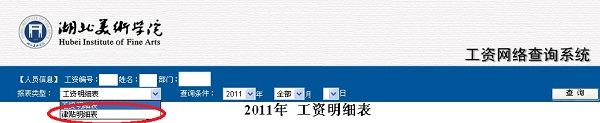 湖北美術学院
Hubei Institute of Fine Arts
工资网络查询系统
【人员信息】 工资编号： 姓名： 部门：
报表类型： 工资明细表 查询条件： 2011 年 全部 月 日 查 询
津贴明细表
2011年 工资明细表